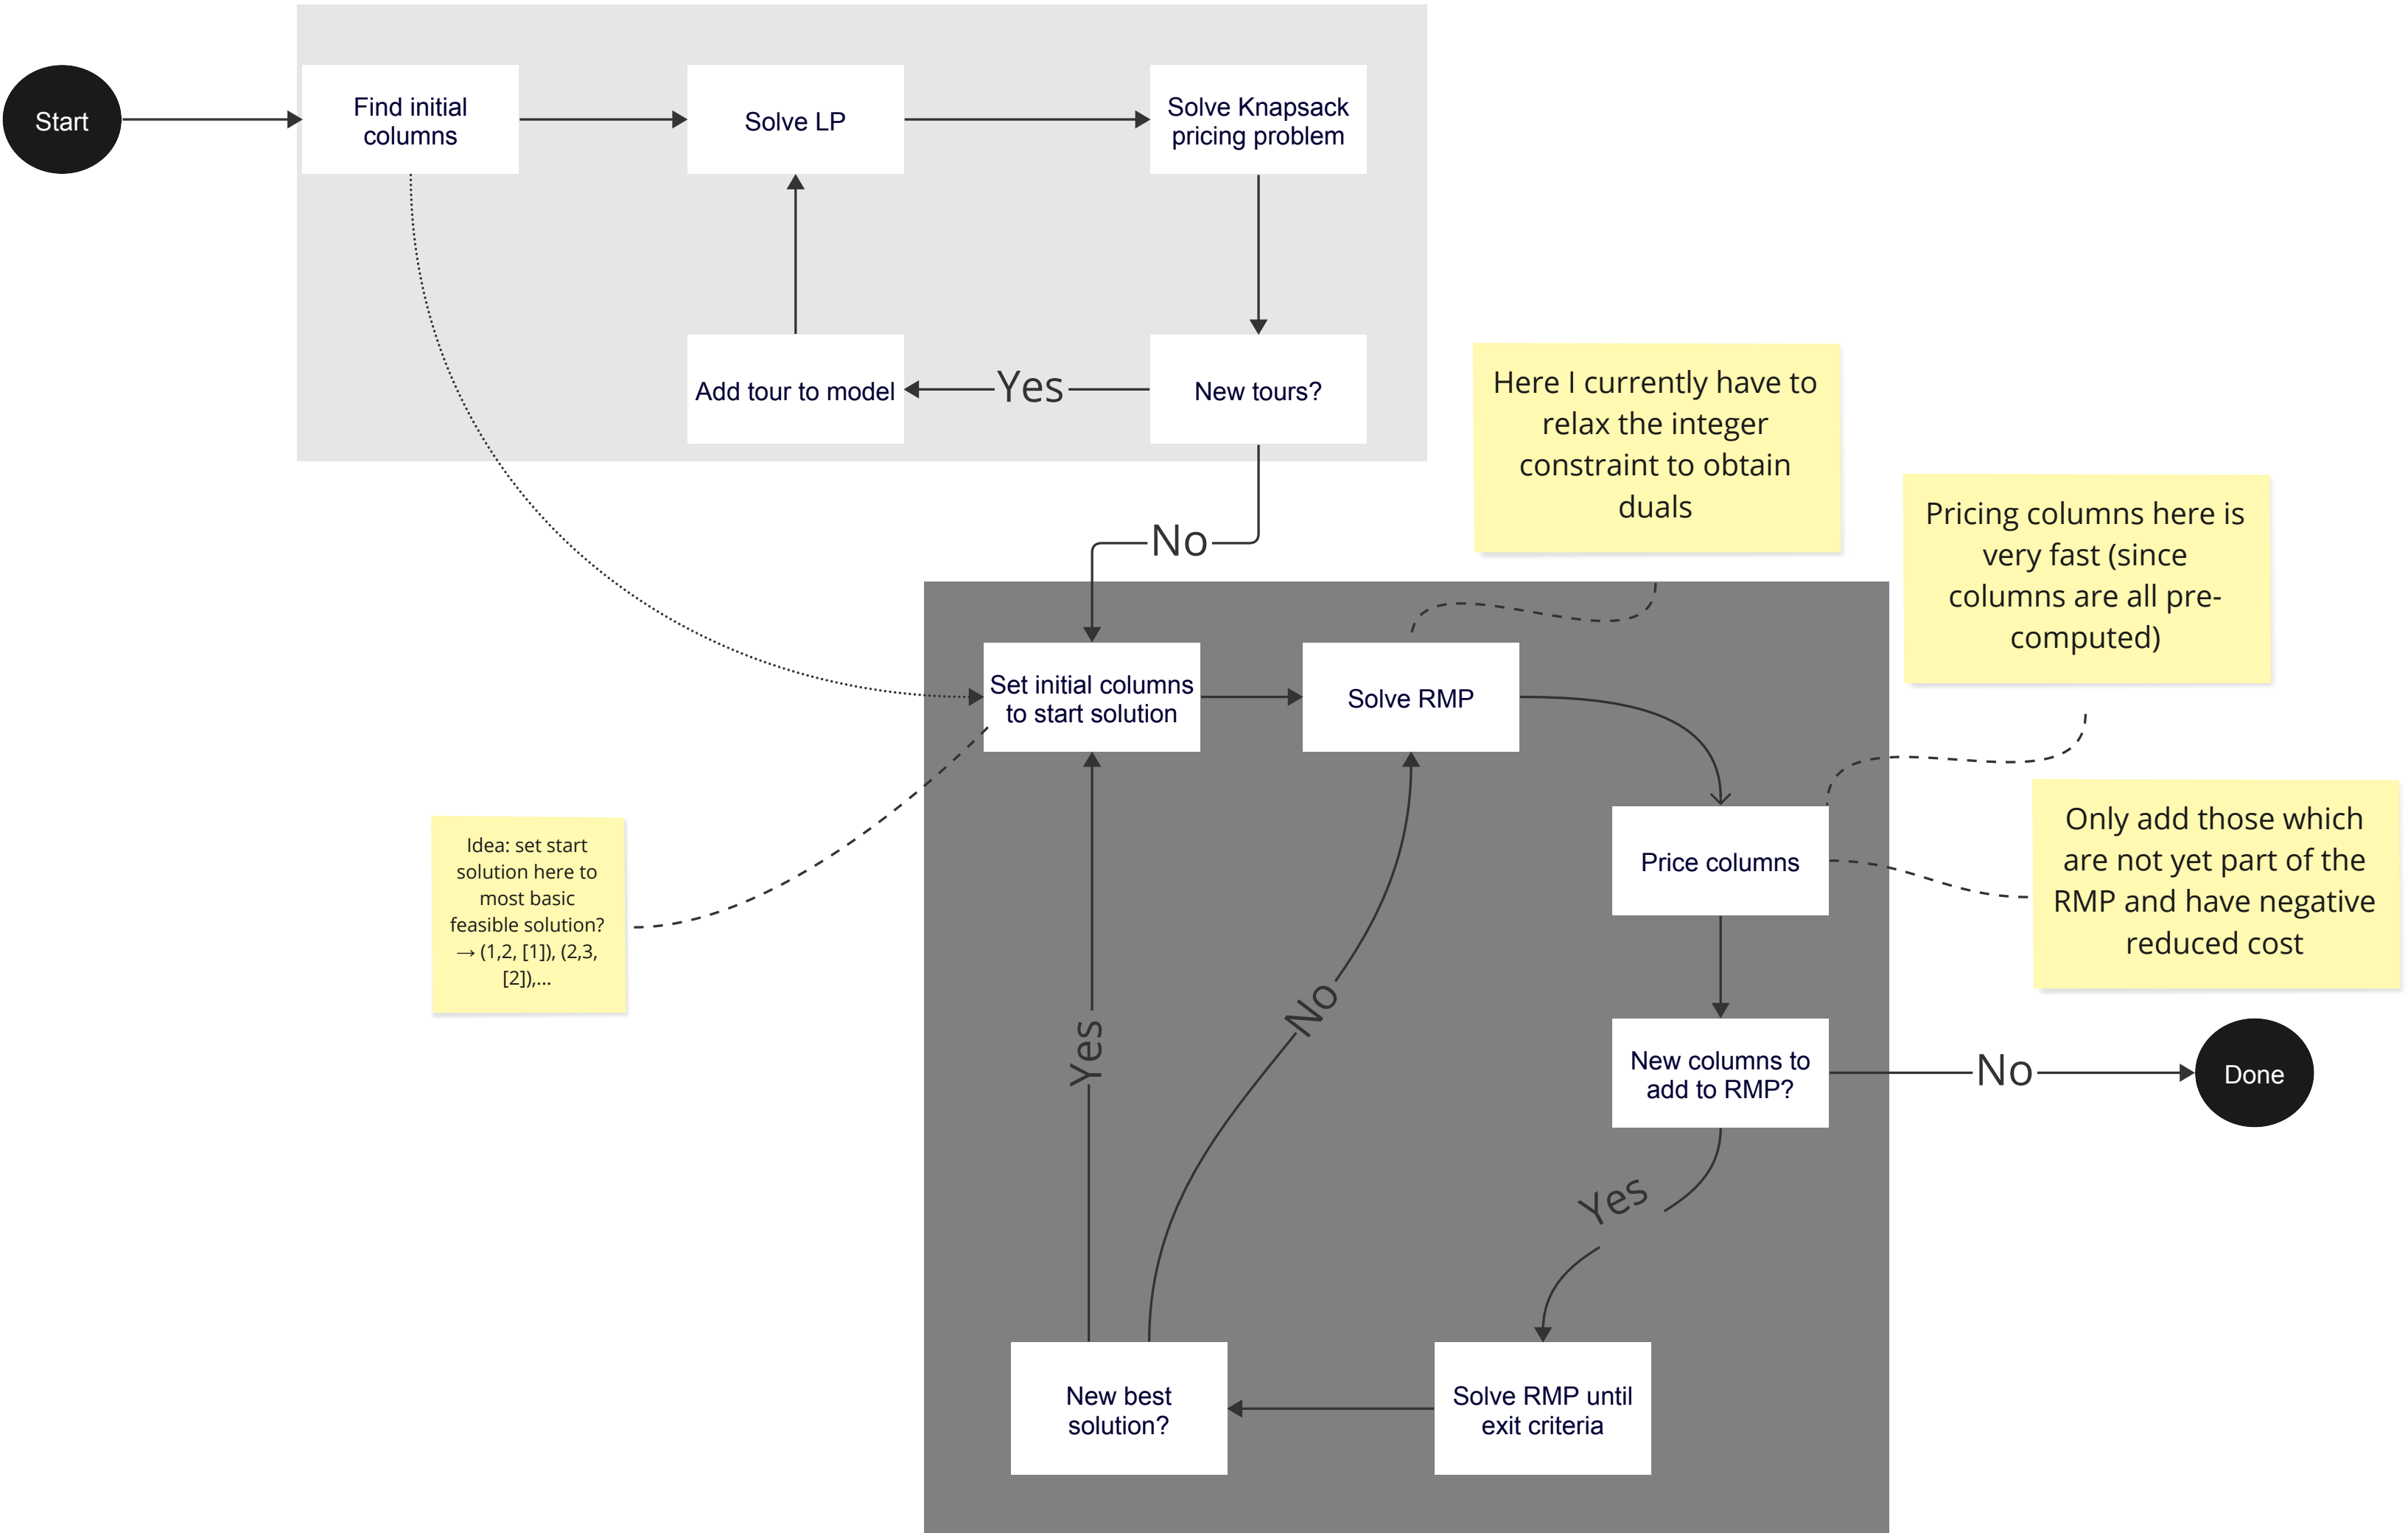 Start
Find initial
columns
Solve LP
Solve Knapsack
pricing problem
Add tour to model
Yes
New tours?
No
Here I currently have to
relax the integer
constraint to obtain
duals
Pricing columns here is
very fast (since
columns are all pre-
computed)
Set initial columns
to start solution
Solve RMP
Price columns
Only add those which
are not yet part of the
RMP and have negative
reduced cost
Idea: set start
solution here to
most basic
feasible solution?
→ (1,2, [1]), (2,3,
[2]),...
Yes
No
New columns to
add to RMP?
No
Done
Yes
New best
solution?
Solve RMP until
exit criteria